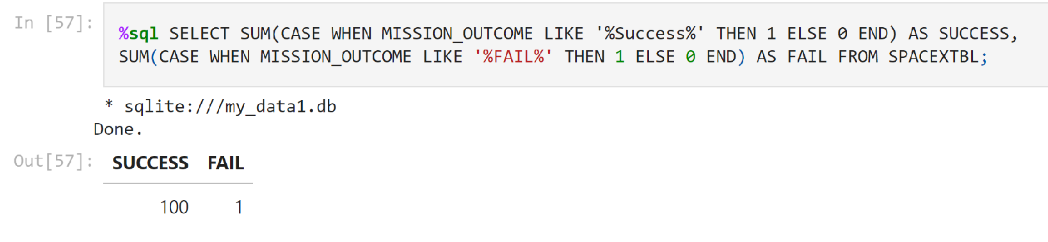 In [57]: %sql SELECT SUM(CASE WHEN MISSION_OUTCOME LIKE '%Success%' THEN 1 ELSE 0 END) AS SUCCESS,
SUM(CASE WHEN MISSION_OUTCOME LIKE '%FAIL%' THEN 1 ELSE 0 END) AS FAIL FROM SPACEXTBL;
* sqlite:///my_data1.db
Done.
Out[57]: SUCCESS FAIL
100 1